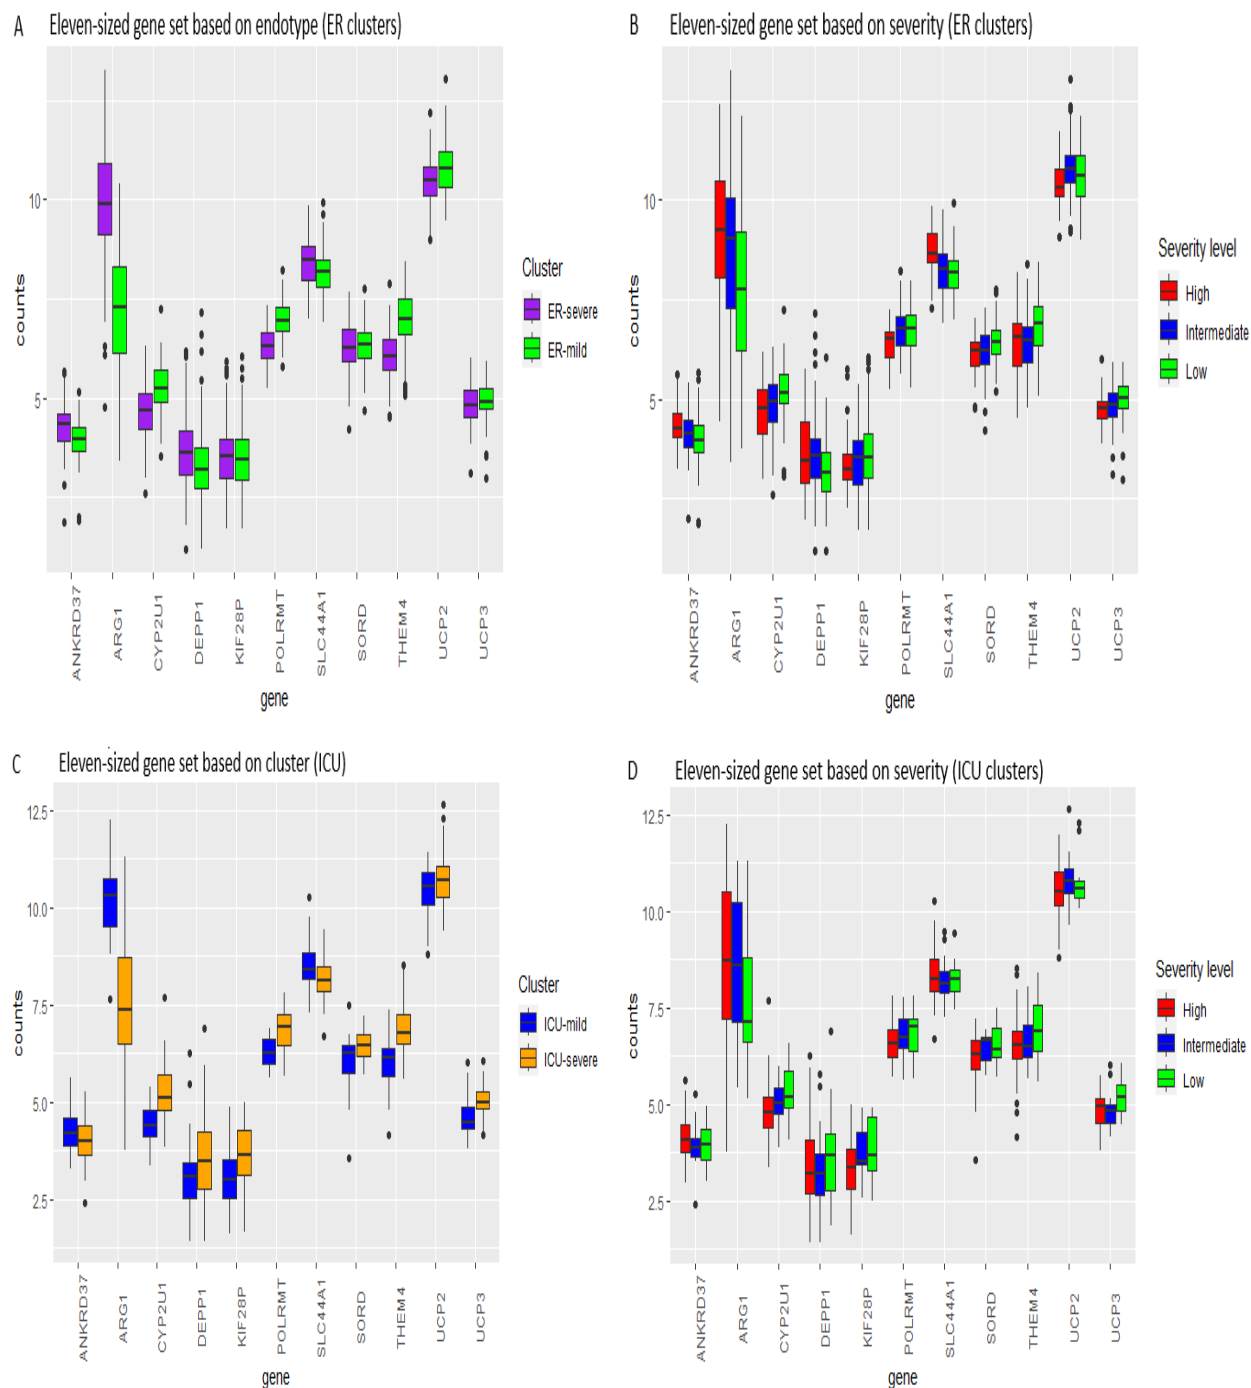 A Eleven-sized gene set based on endotype (ER clusters)
counts
10
5
ANKRD37
ARG1
CYP2U1
DEPP1
KIF28P
POLRMT
SLC44A1
SORD
THEM4
UCP2
UCP3
gene
Cluster
ER-severe
ER-mild
B Eleven-sized gene set based on severity (ER clusters)
counts
10
5
ANKRD37
ARG1
CYP2U1
DEPP1
KIF28P
POLRMT
SLC44A1
SORD
THEM4
UCP2
UCP3
gene
Severity level
High
Intermediate
Low
C Eleven-sized gene set based on cluster (ICU)
counts
12.5
10.0
7.5
5.0
2.5
ANKRD37
ARG1
CYP2U1
DEPP1
KIF28P
POLRMT
SLC44A1
SORD
THEM4
UCP2
UCP3
gene
Cluster
ICU-mild
ICU-severe
D Eleven-sized gene set based on severity (ICU clusters)
counts
12.5
10.0
7.5
5.0
2.5
ANKRD37
ARG1
CYP2U1
DEPP1
KIF28P
POLRMT
SLC44A1
SORD
THEM4
UCP2
UCP3
gene
Severity level
High
Intermediate
Low